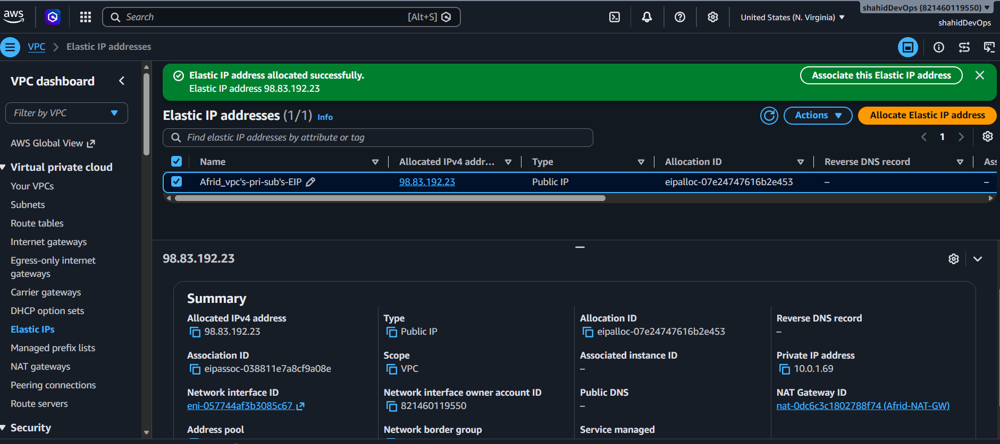 aws
Search [Alt+S]
United States (N. Virginia)
shahidDevOps (821460119550)
shahidDevOps
VPC
Elastic IP addresses
VPC dashboard
Filter by VPC
AWS Global View
Virtual private cloud
Your VPCs
Subnets
Route tables
Internet gateways
Egress-only internet
gateways
Carrier gateways
DHCP option sets
Elastic IPs
Managed prefix lists
NAT gateways
Peering connections
Route servers
Security
Elastic IP address allocated successfully.
Elastic IP address 98.83.192.23
Associate this Elastic IP address
Elastic IP addresses (1/1) Info
Actions
Allocate Elastic IP address
Find elastic IP addresses by attribute or tag
1
Name Allocated IPv4 addr... Type Allocation ID Reverse DNS record Ass
Afrid_vpc's-pri-sub's-EIP 98.83.192.23 Public IP eipalloc-07e24747616b2e453 – –
98.83.192.23
Summary
Allocated IPv4 address
98.83.192.23
Type
Public IP
Allocation ID
eipalloc-07e24747616b2e453
Reverse DNS record
–
Association ID
eipassoc-038811e7a8cf9a08e
Scope
VPC
Associated instance ID
–
Private IP address
10.0.1.69
Network interface ID
eni-057744af3b3085c67
Network interface owner account ID
821460119550
Public DNS
–
NAT Gateway ID
nat-0dc6c3c1802788f74 (Afrid-NAT-GW)
Address pool
Network border group
Service managed